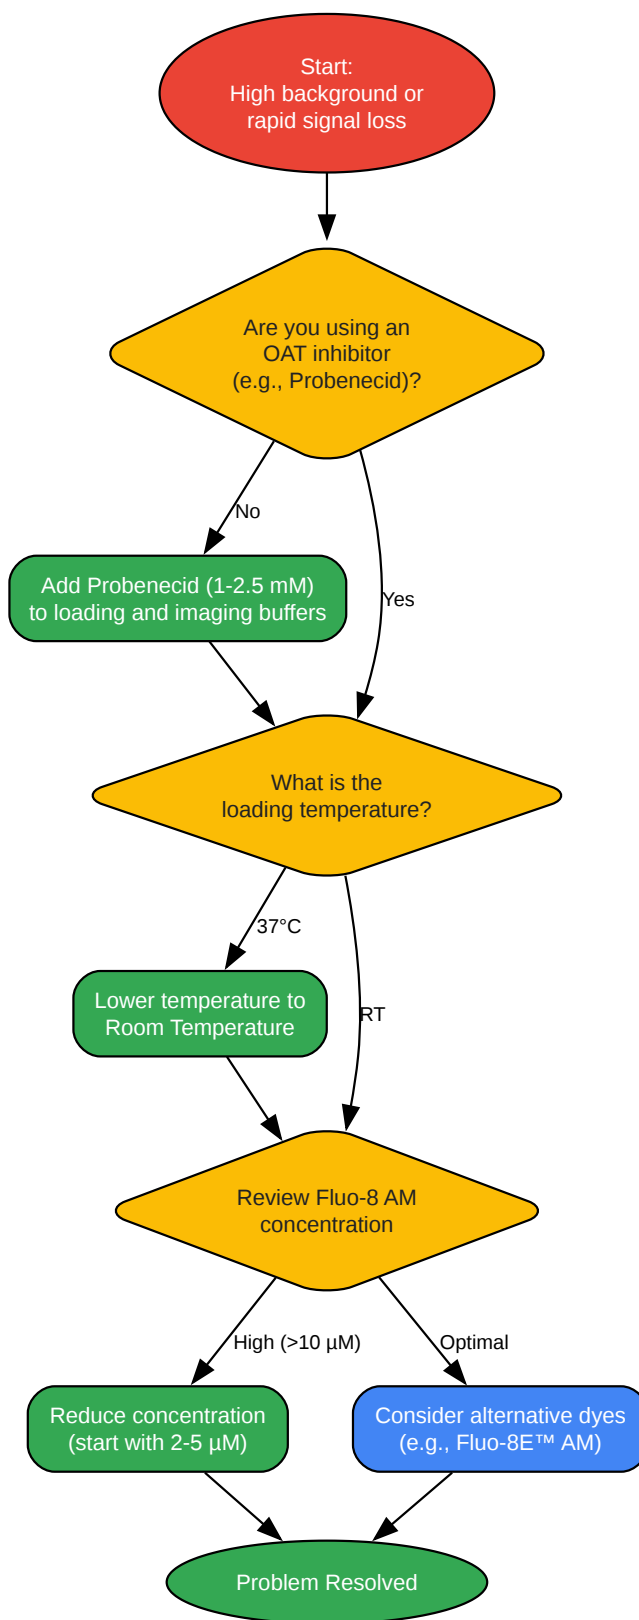 Start:
High background or
rapid signal loss
Are you using an
OAT inhibitor
(e.g., Probenecid)?
No
Add Probenecid (1-2.5 mM)
to loading and imaging buffers
Yes
What is the
loading temperature?
37°C
Lower temperature to
Room Temperature
RT
Review Fluo-8 AM
concentration
High (>10 µM)
Optimal
Reduce concentration
(start with 2-5 µM)
Consider alternative dyes
(e.g., Fluo-8E™ AM)
Problem Resolved